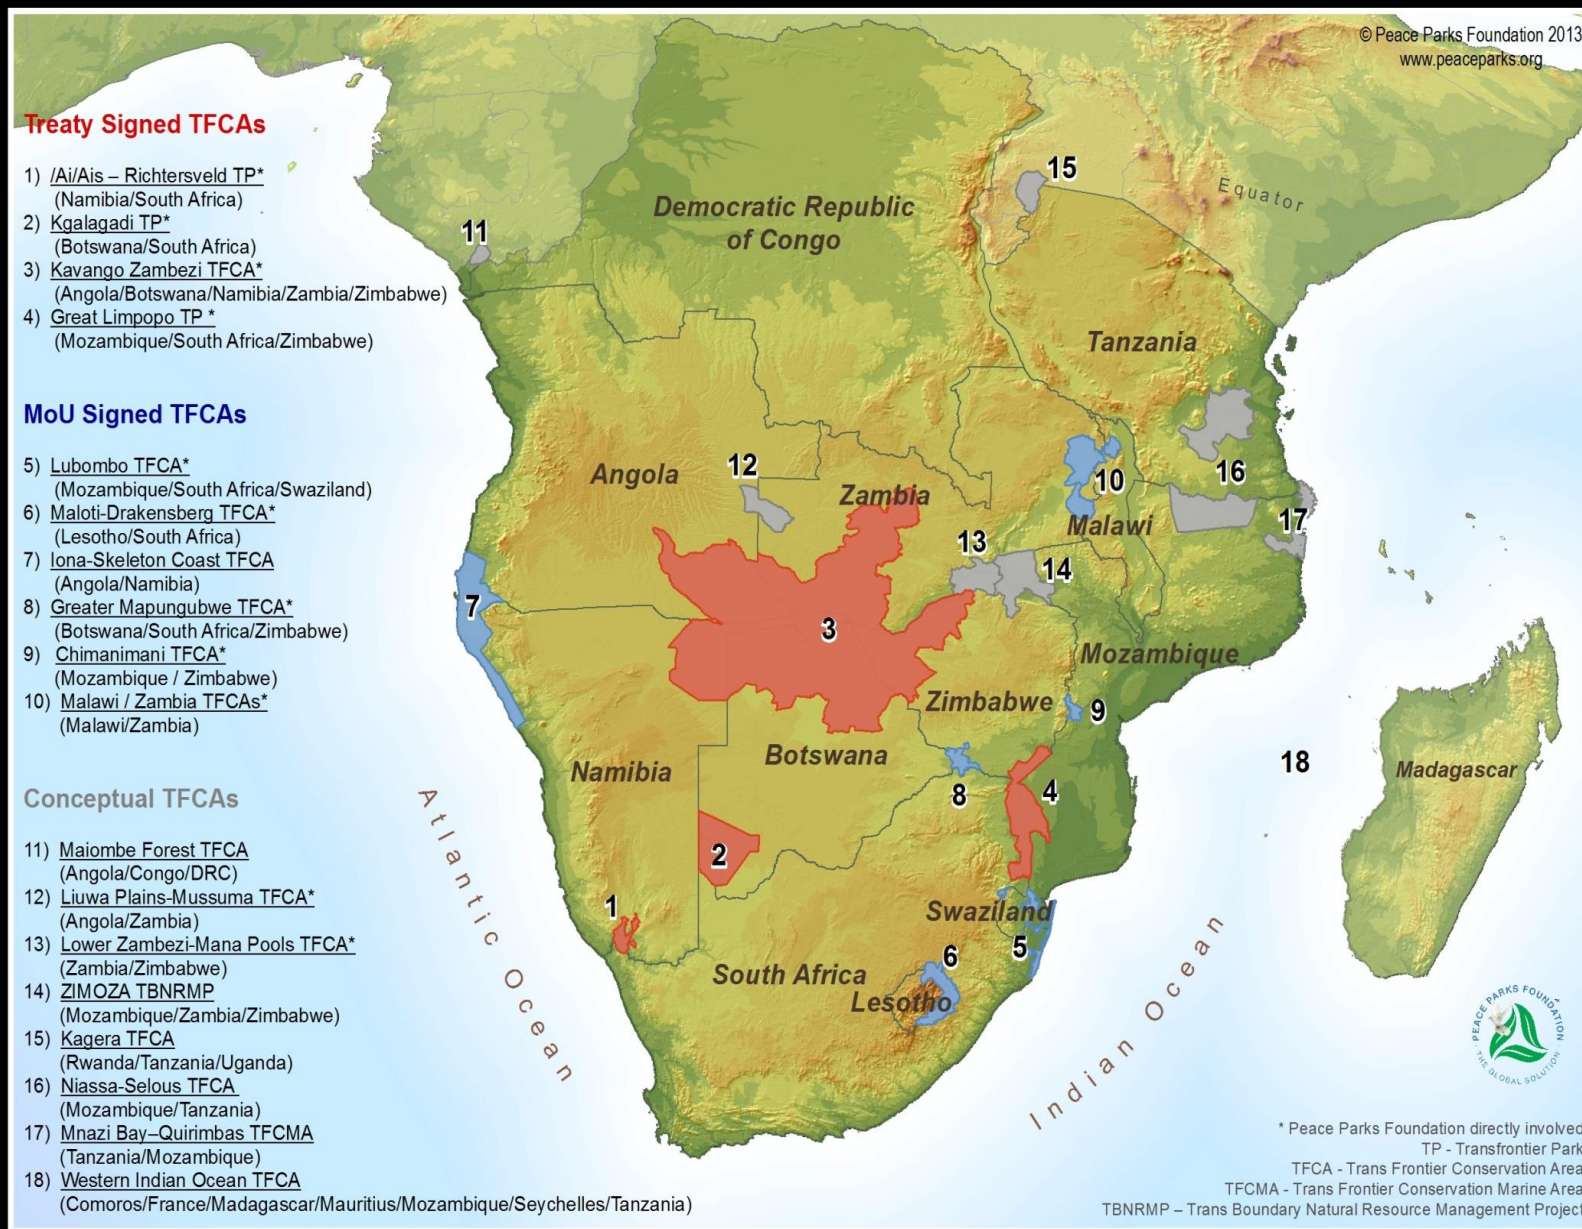 © Peace Parks Foundation 2013
www.peaceparks.org
Treaty Signed TFCAs
1) /Ai/Ais – Richtersveld TP*
(Namibia/South Africa)
2) Kgalagadi TP*
(Botswana/South Africa)
3) Kavango Zambezi TFCA*
(Angola/Botswana/Namibia/Zambia/Zimbabwe)
4) Great Limpopo TP *
(Mozambique/South Africa/Zimbabwe)
MoU Signed TFCAs
5) Lubombo TFCA*
(Mozambique/South Africa/Swaziland)
6) Maloti-Drakensberg TFCA*
(Lesotho/South Africa)
7) Iona-Skeleton Coast TFCA
(Angola/Namibia)
8) Greater Mapungubwe TFCA*
(Botswana/South Africa/Zimbabwe)
9) Chimanimani TFCA*
(Mozambique / Zimbabwe)
10) Malawi / Zambia TFCAs*
(Malawi/Zambia)
Conceptual TFCAs
11) Maiombe Forest TFCA
(Angola/Congo/DRC)
12) Liuwa Plains-Mussuma TFCA*
(Angola/Zambia)
13) Lower Zambezi-Mana Pools TFCA*
(Zambia/Zimbabwe)
14) ZIMOZA TBNRMP
(Mozambique/Zambia/Zimbabwe)
15) Kagera TFCA
(Rwanda/Tanzania/Uganda)
16) Niassa-Selous TFCA
(Mozambique/Tanzania)
17) Mnazi Bay–Quirimbas TFCMA
(Tanzania/Mozambique)
18) Western Indian Ocean TFCA
(Comoros/France/Madagascar/Mauritius/Mozambique/Seychelles/Tanzania)
15
Equator
Democratic Republic
of Congo
11
Tanzania
12
Angola
Zambia
10
16
Malawi
17
13
14
7
3
Mozambique
Zimbabwe
9
Botswana
Namibia
18
Madagascar
8
4
2
1
Swaziland
5
6
South Africa
Lesotho
Atlantic Ocean
Indian Ocean
PEACE PARKS FOUNDATION
THE GLOBAL SOLUTION
* Peace Parks Foundation directly involved
TP - Transfrontier Park
TFCA - Trans Frontier Conservation Area
TFCMA - Trans Frontier Conservation Marine Area
TBNRMP – Trans Boundary Natural Resource Management Project